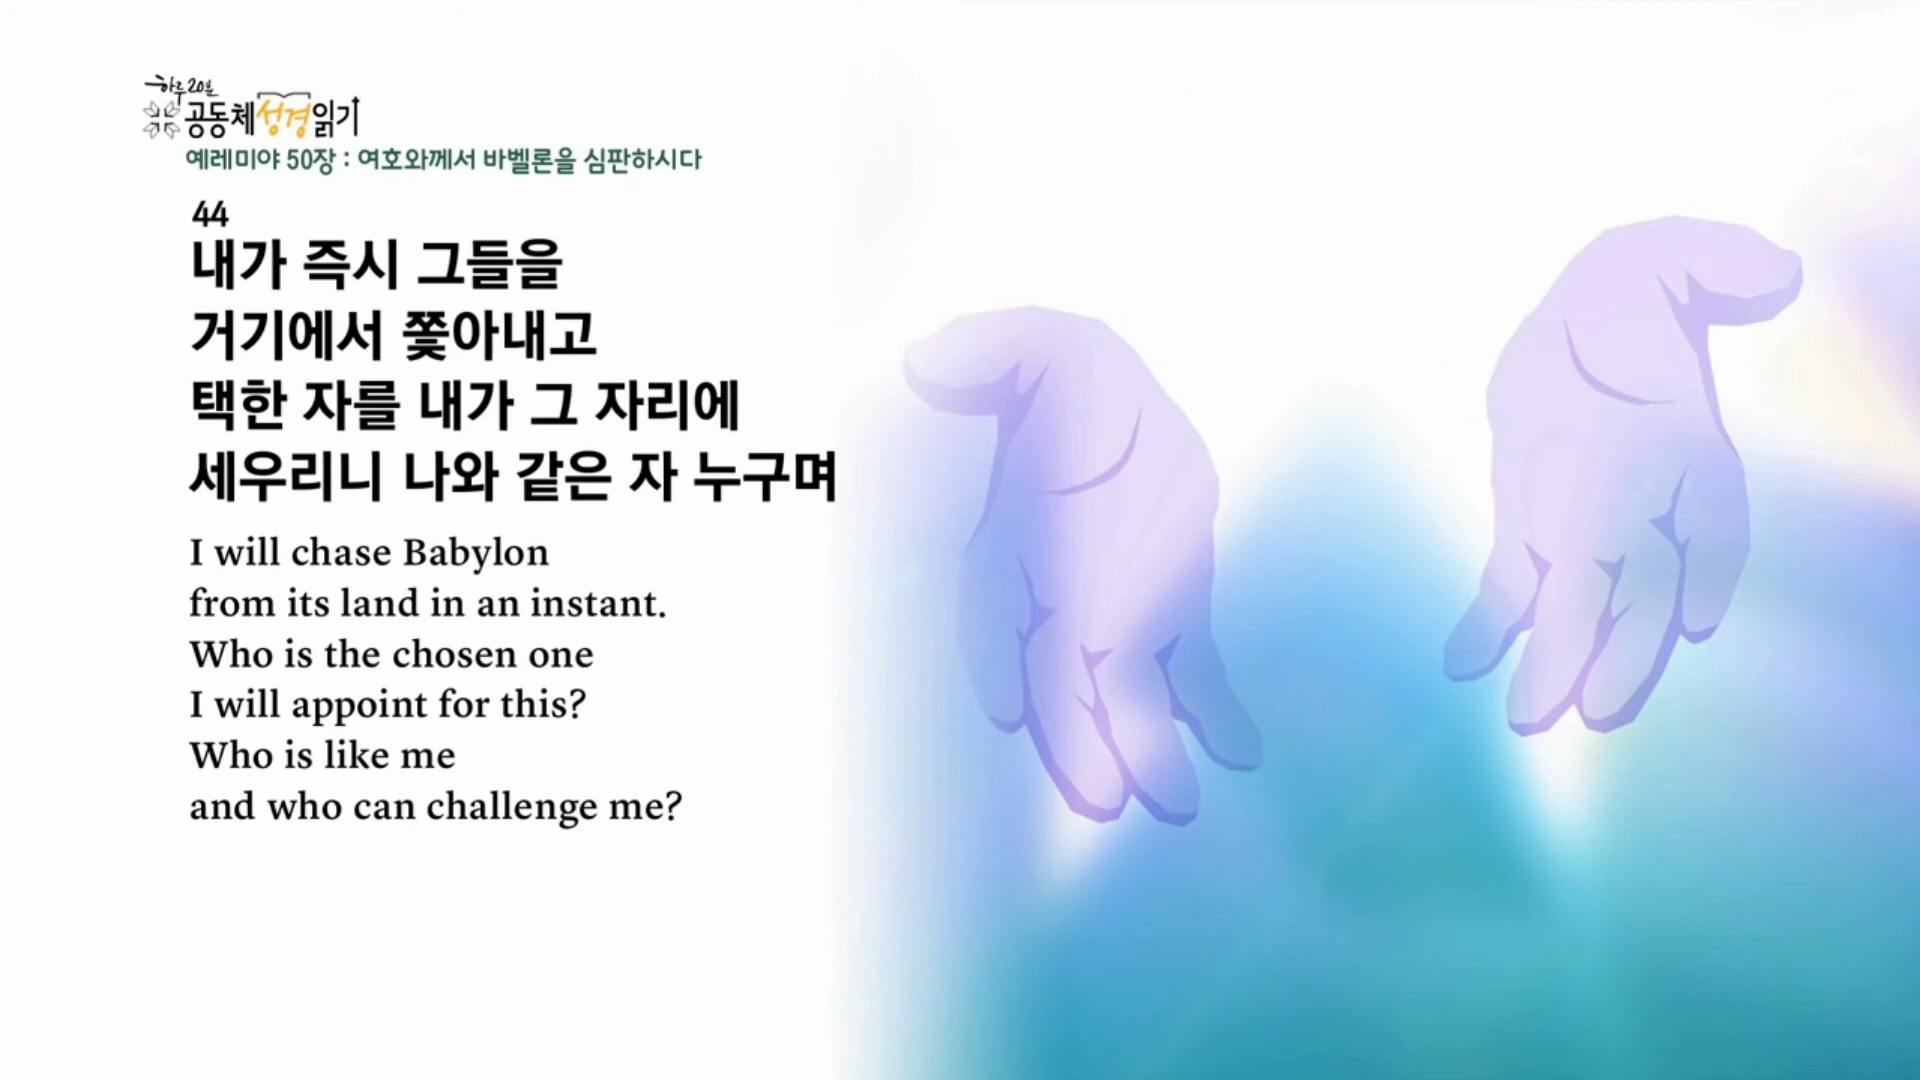 하루 20분
공동체성경읽기
예레미야 50장 : 여호와께서 바벨론을 심판하시다
44
내가 즉시 그들을
거기에서 쫓아내고
택한 자를 내가 그 자리에
세우리니 나와 같은 자 누구며
I will chase Babylon
from its land in an instant.
Who is the chosen one
I will appoint for this?
Who is like me
and who can challenge me?